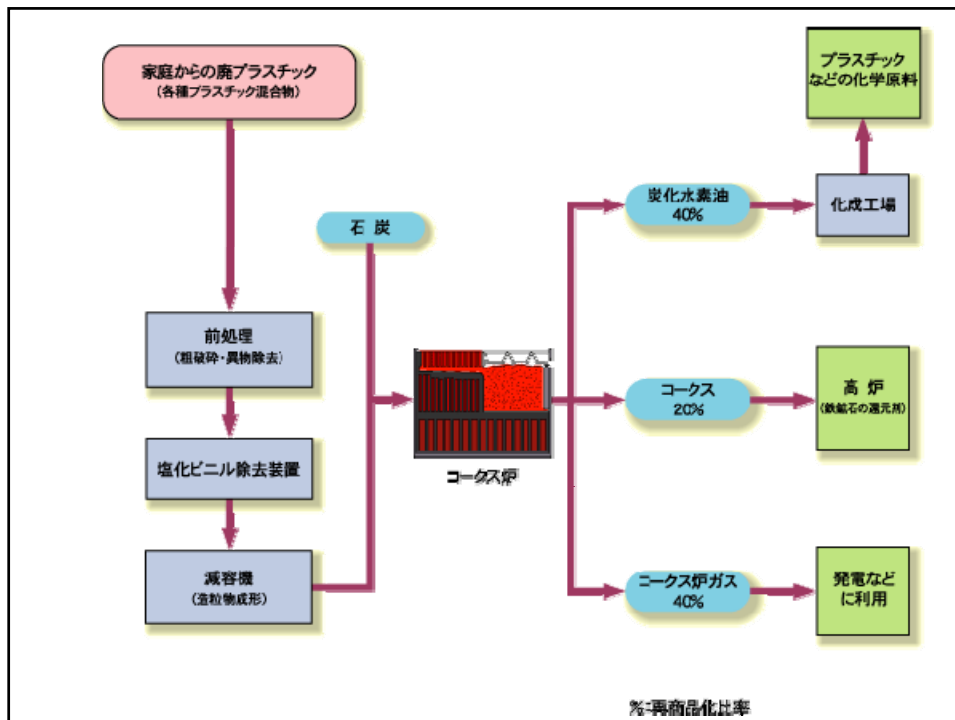 家庭からの廃プラスチック
(各種プラスチック混合物)
石 炭
前処理
(粗破砕・異物除去)
塩化ビニル除去装置
減容機
(造粒物成形)
コークス炉
炭化水素油
40%
化成工場
プラスチック
などの化学原料
コークス
20%
高 炉
(鉄鉱石の還元剤)
コークス炉ガス
40%
発電など
に利用
%:再商品化比率